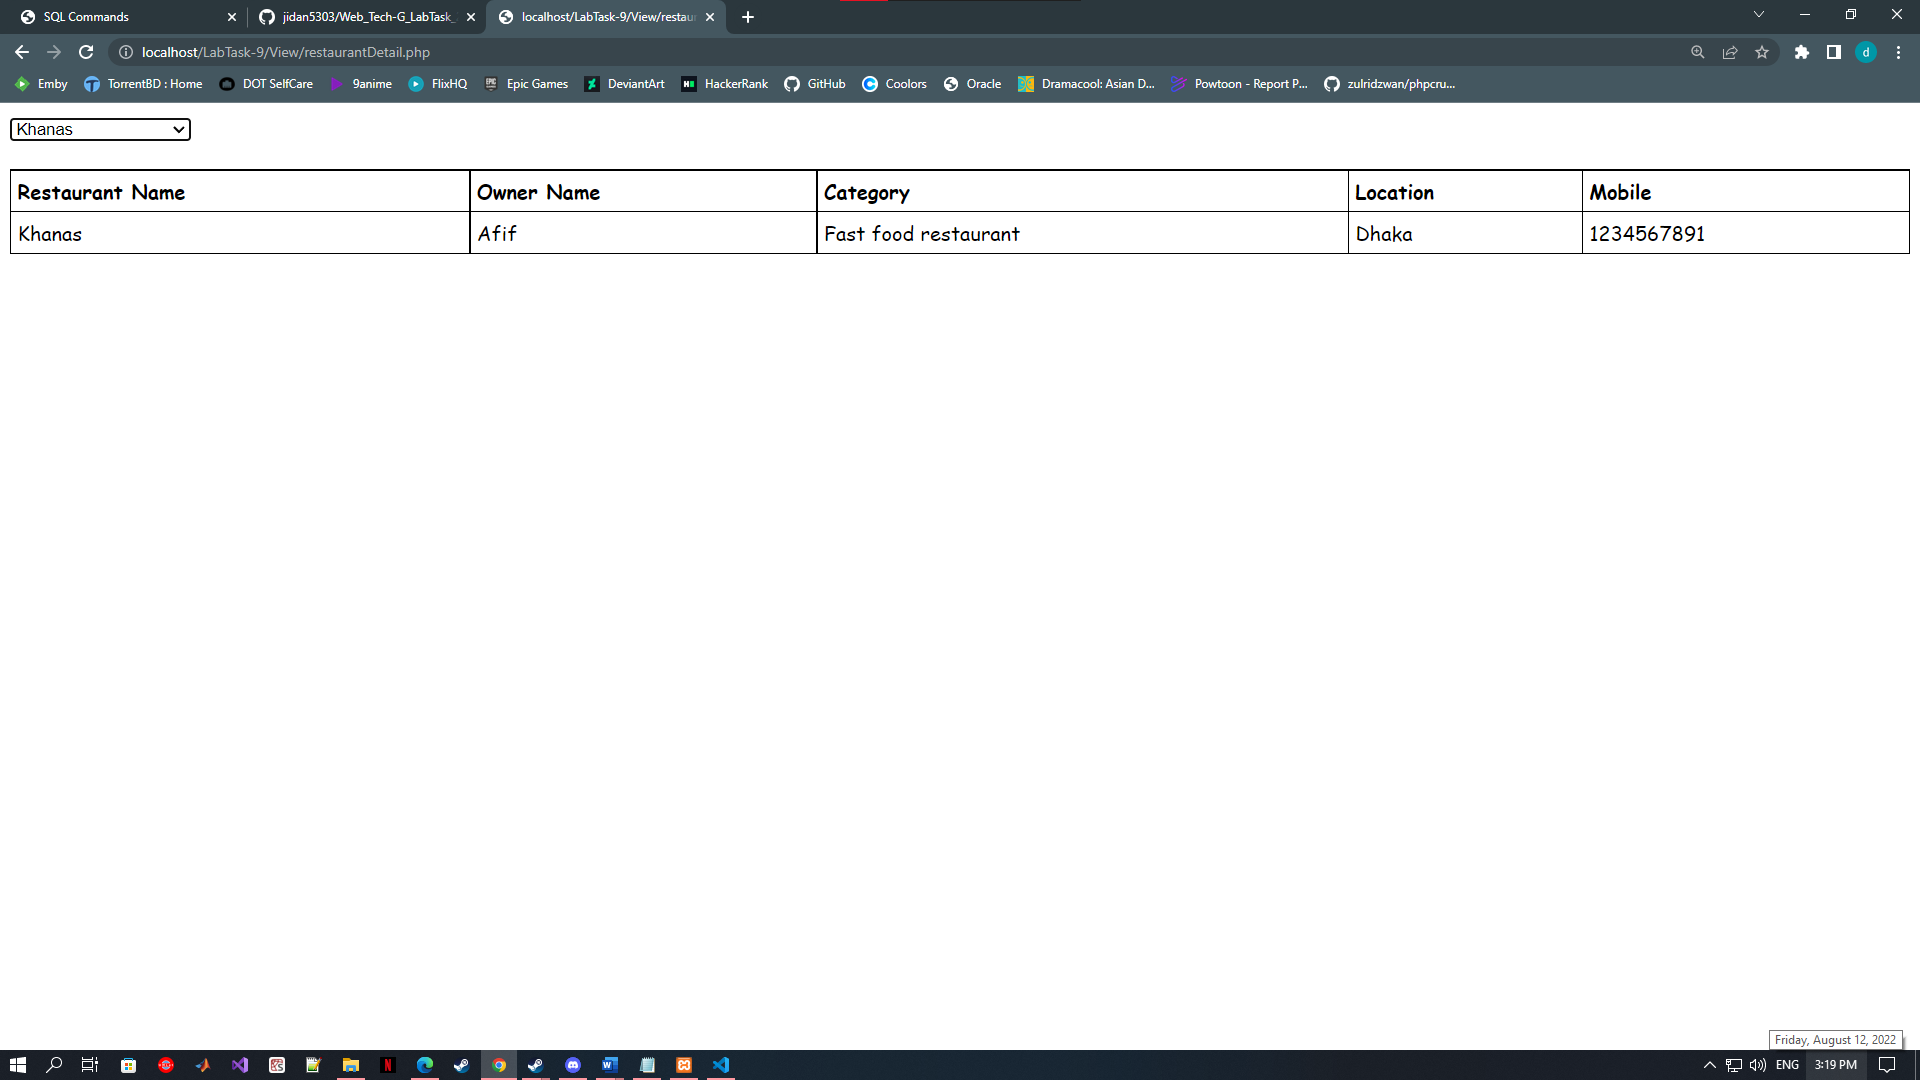 SQL Commands
jidan5303/Web_Tech-G_LabTask_
localhost/LabTask-9/View/restau
localhost/LabTask-9/View/restaurantDetail.php
d
Emby
TorrentBD : Home
DOT SelfCare
9anime
FlixHQ
Epic Games
DeviantArt
HackerRank
GitHub
Coolors
Oracle
Dramacool: Asian D...
Powtoon - Report P...
zulridzwan/phpcru...
Khanas
Restaurant Name Owner Name Category Location Mobile
Khanas Afif Fast food restaurant Dhaka 1234567891
Friday, August 12, 2022
ENG 3:19 PM